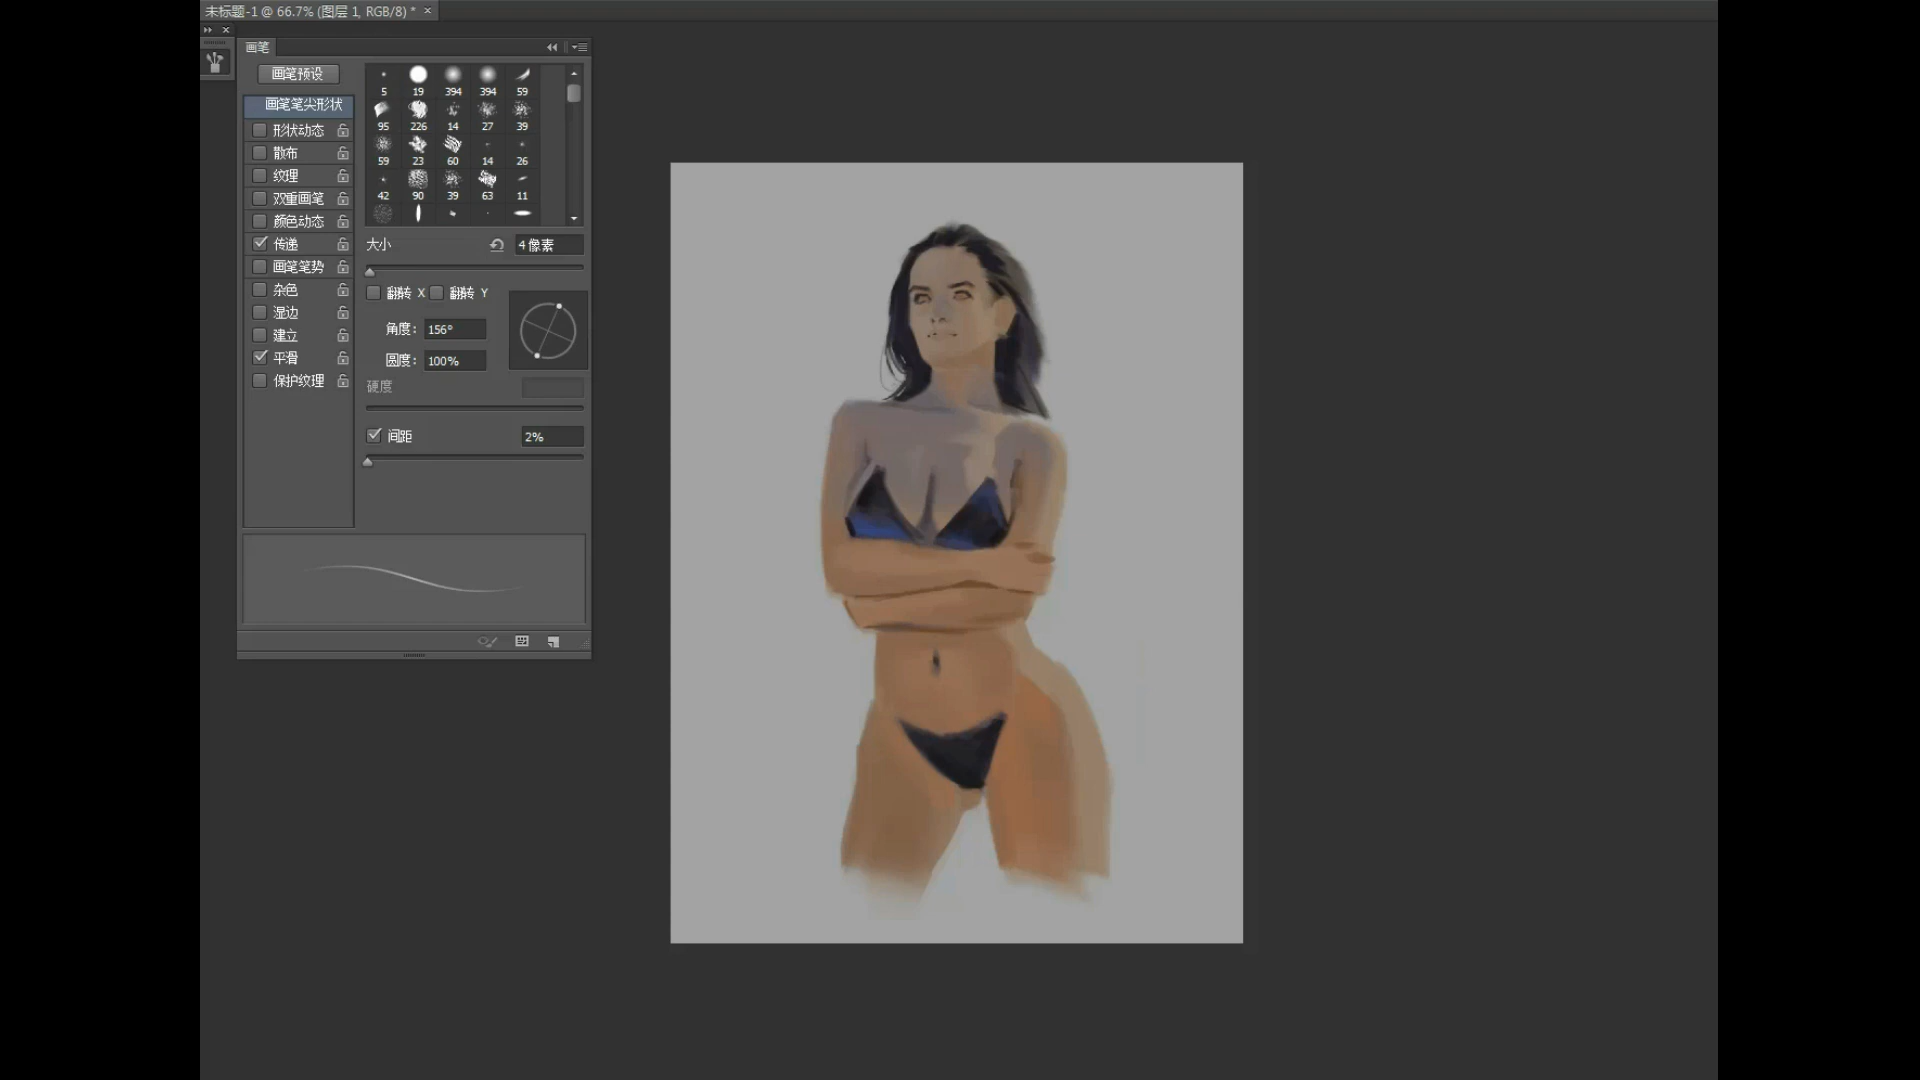 未标题-1 @ 66.7% (图层 1, RGB/8) * ×
画笔
画笔预设
5 19 394 394 59
95 226 14 27 39
59 23 60 14 26
42 90 39 63 11
画笔笔尖形状
形状动态
散布
纹理
双重画笔
颜色动态
传递
画笔笔势
杂色
湿边
建立
平滑
保护纹理
大小 4 像素
翻转 X 翻转 Y
角度: 156°
圆度: 100%
硬度
间距 2%